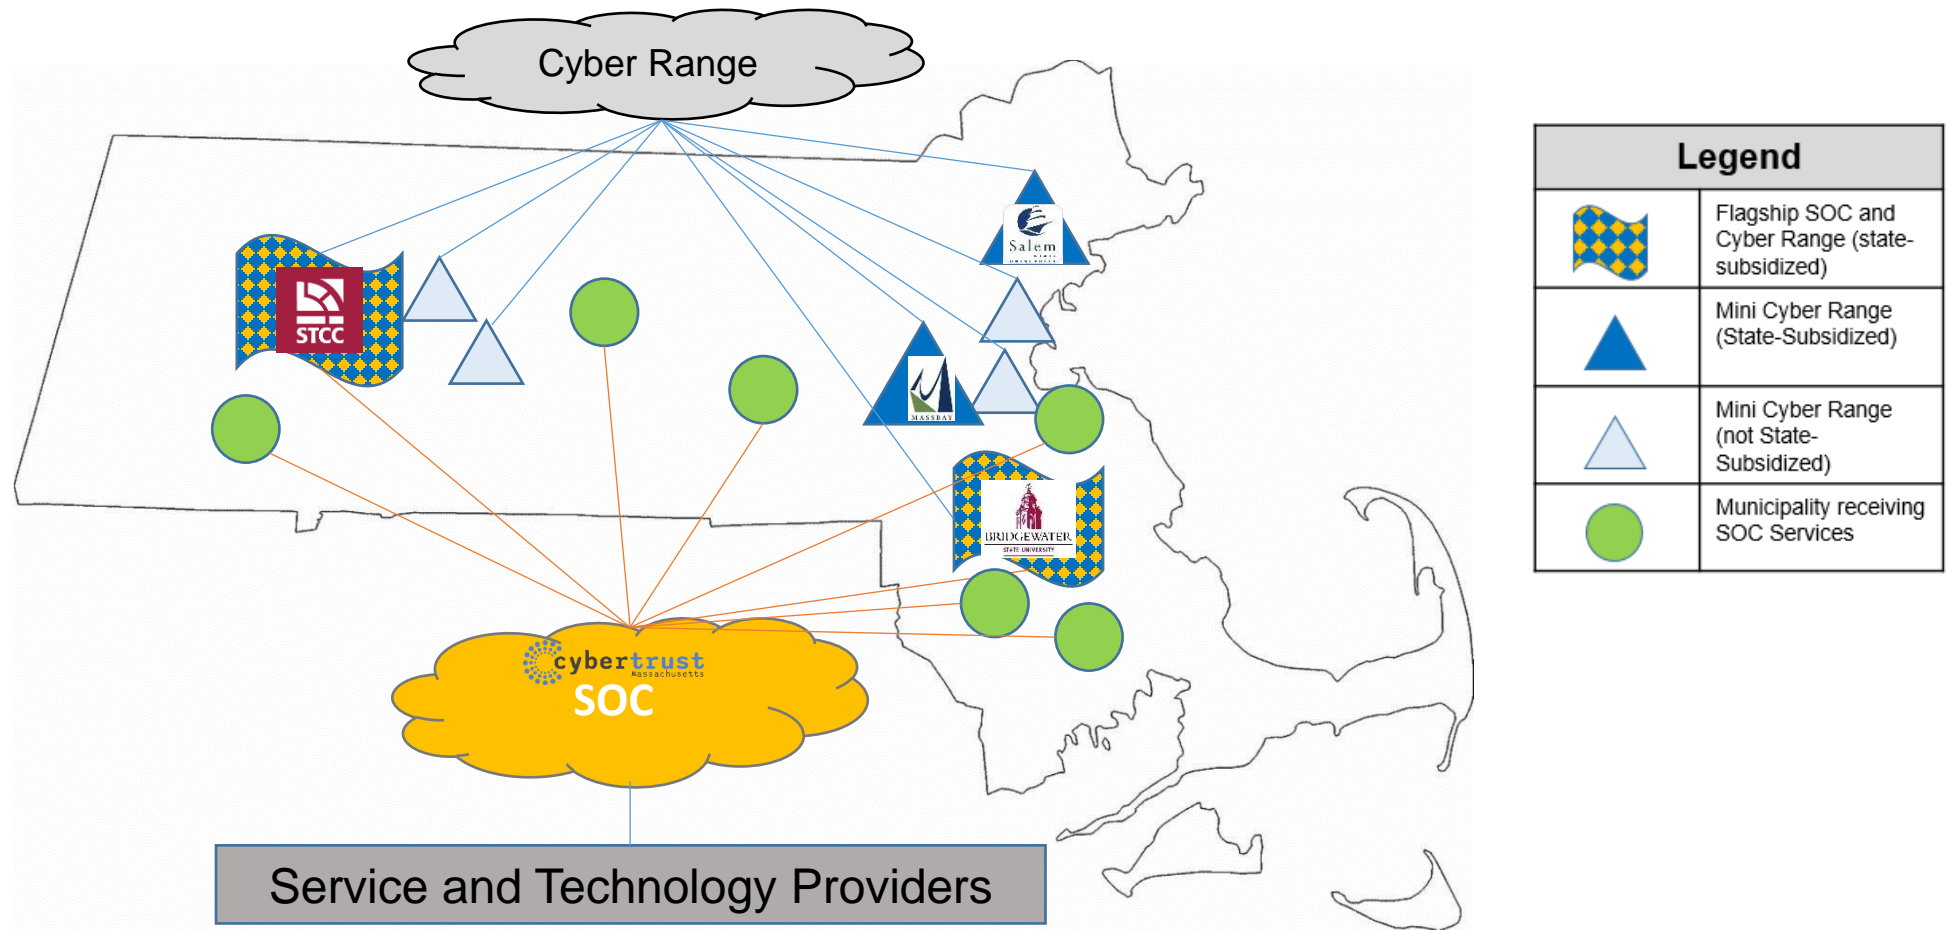 Cyber Range
Salem
STATE
UNIVERSITY
STCC
MASSBAY
BRIDGEWATER
STATE UNIVERSITY
cybertrust
Massachusetts
SOC
Service and Technology Providers
Legend
Flagship SOC and
Cyber Range (state-
subsidized)
Mini Cyber Range
(State-Subsidized)
Mini Cyber Range
(not State-
Subsidized)
Municipality receiving
SOC Services